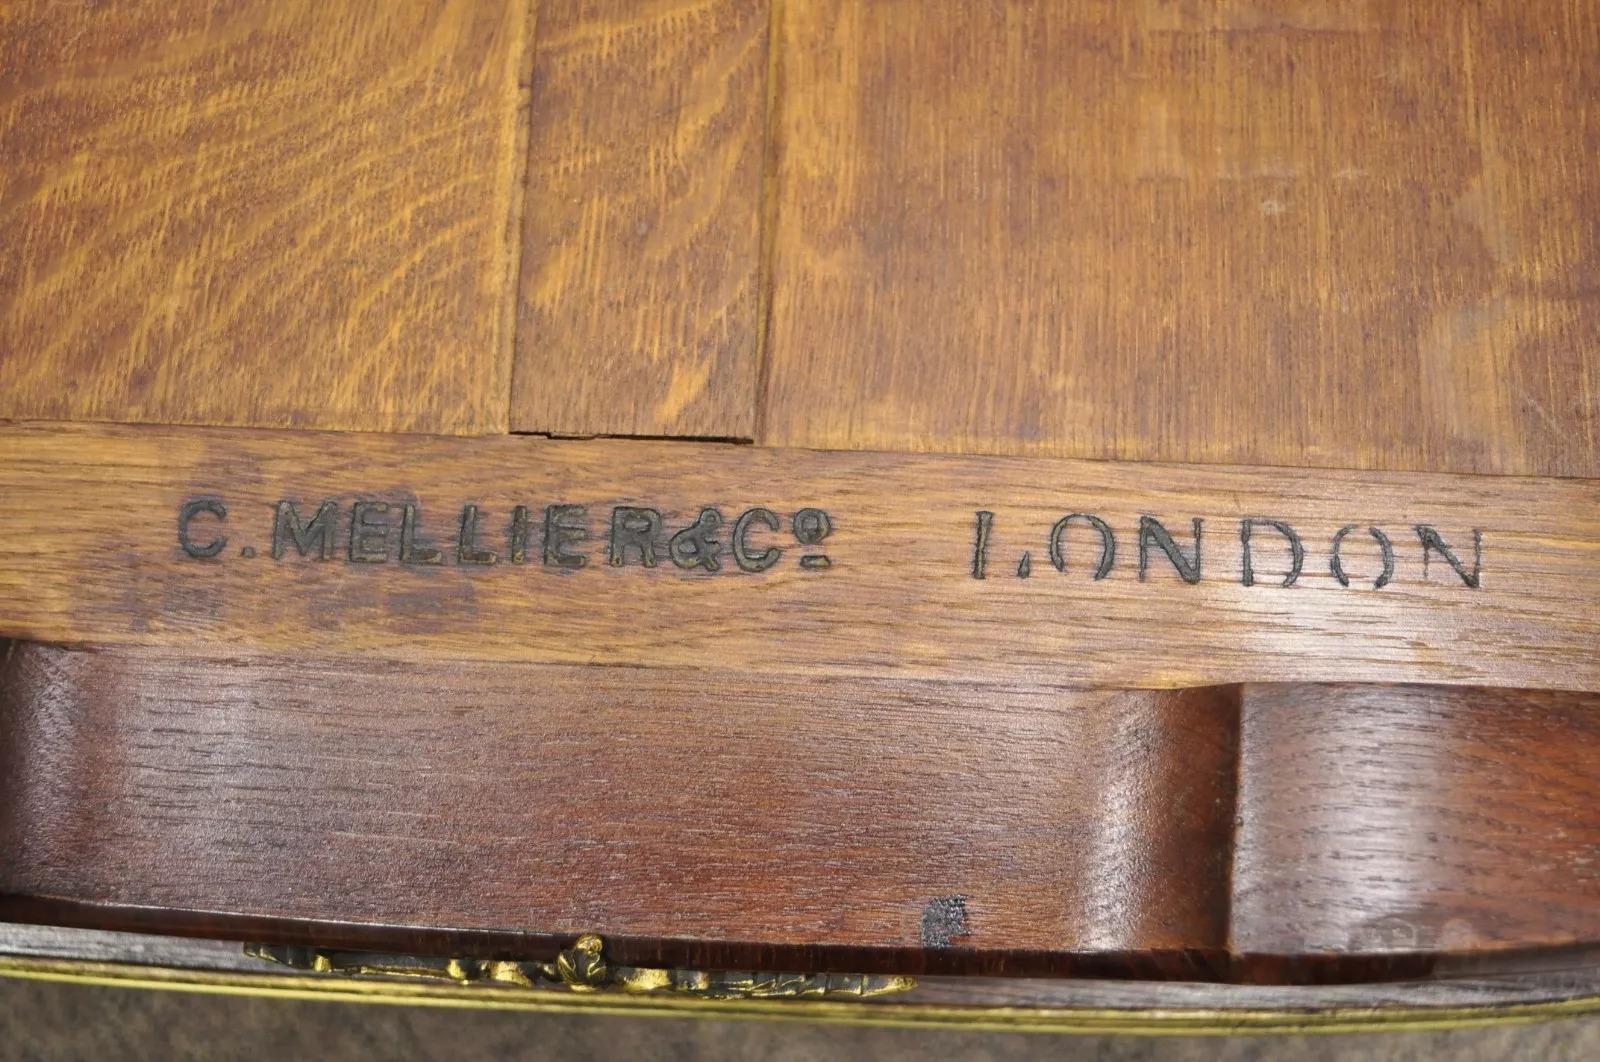 C. MELLIER & Cº LONDON